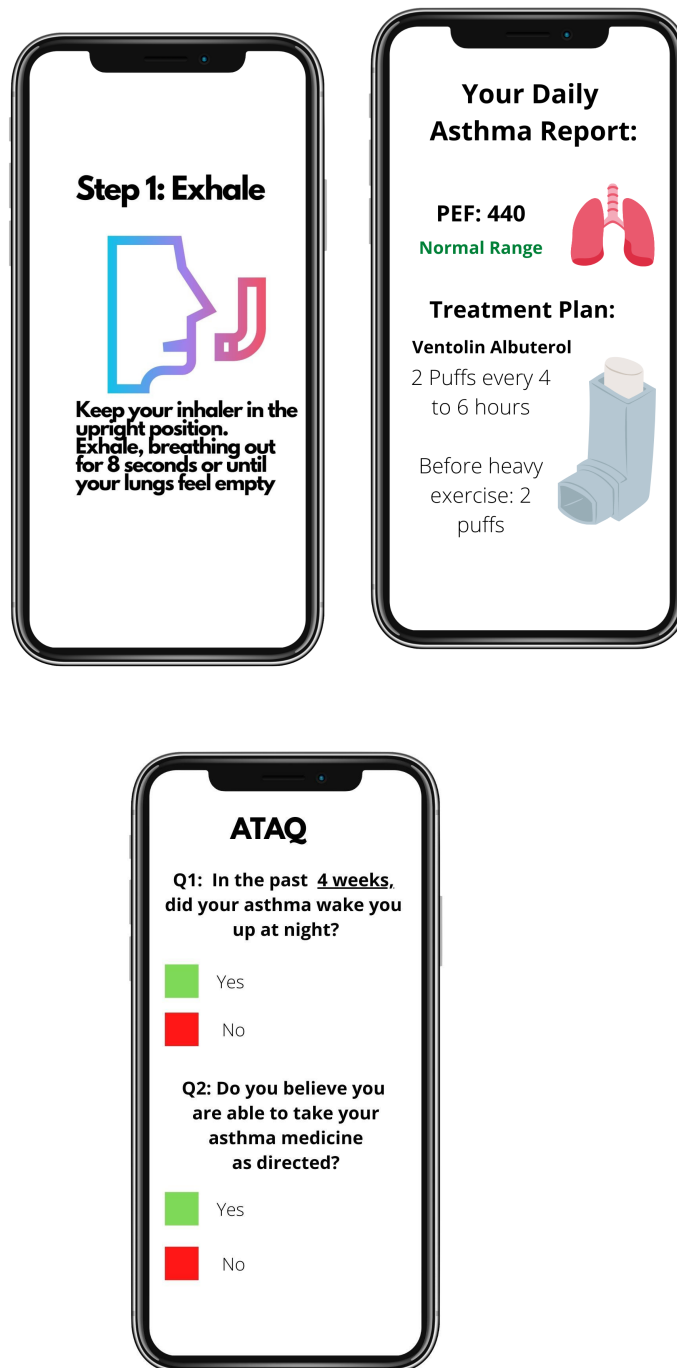 Step 1: Exhale
Keep your inhaler in the
upright position.
Exhale, breathing out
for 8 seconds or until
your lungs feel empty
Your Daily
Asthma Report:
PEF: 440
Normal Range
Treatment Plan:
Ventolin Albuterol
2 Puffs every 4
to 6 hours
Before heavy
exercise: 2
puffs
ATAQ
Q1: In the past 4 weeks,
did your asthma wake you
up at night?
Yes
No
Q2: Do you believe you
are able to take your
asthma medicine
as directed?
Yes
No